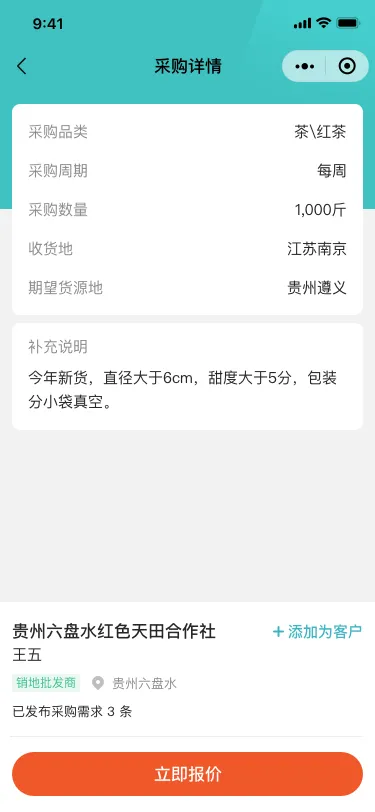 9:41
采购详情
采购品类 茶\红茶
采购周期 每周
采购数量 1,000斤
收货地 江苏南京
期望货源地 贵州遵义
补充说明
今年新货，直径大于6cm，甜度大于5分，包装
分小袋真空。
贵州六盘水红色天田合作社 +添加为客户
王五
销地批发商 贵州六盘水
已发布采购需求 3 条
立即报价